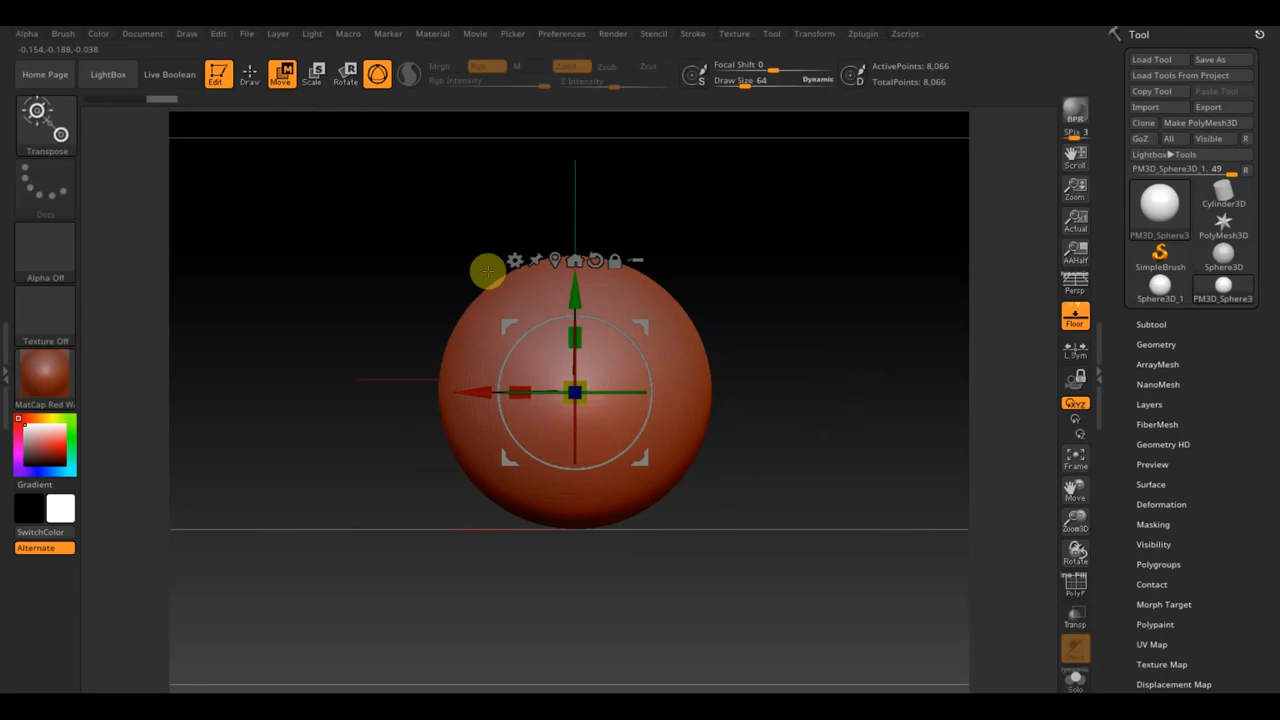 Alpha Brush Color Document Draw Edit File Layer Light Macro Marker Material Movie Picker Preferences Render Stencil Stroke Texture Tool Transform Zplugin Zscript
-0.154,-0.188,-0.038
Home Page LightBox Live Boolean Edit Draw Move Scale Rotate
Mrgb Rgb M Zadd Zsub Zcut
Rgb Intensity Z Intensity
S Focal Shift 0
Draw Size 64 Dynamic D
ActivePoints: 8,066
TotalPoints: 8,066
Transpose
Docs
Alpha Off
Texture Off
MatCap Red W
Gradient
SwitchColor
Alternate
BPR
SPix 3
Scroll
Zoom
Actual
AAHalf
dynamic
Persp
Floor
L.Sym
XYZ
Y
Z
Frame
Move
Zoom3D
Rotate
PolyF
Transp
Ghost
dynamic
Solo
Tool
Load Tool Save As
Load Tools From Project
Copy Tool Paste Tool
Import Export
Clone Make PolyMesh3D
GoZ All Visible R
Lightbox▶Tools
PM3D_Sphere3D_1. 49 R
PM3D_Sphere3
Cylinder3D
PolyMesh3D
SimpleBrush Sphere3D
Sphere3D_1 PM3D_Sphere3
Subtool
Geometry
ArrayMesh
NanoMesh
Layers
FiberMesh
Geometry HD
Preview
Surface
Deformation
Masking
Visibility
Polygroups
Contact
Morph Target
Polypaint
UV Map
Texture Map
Displacement Map